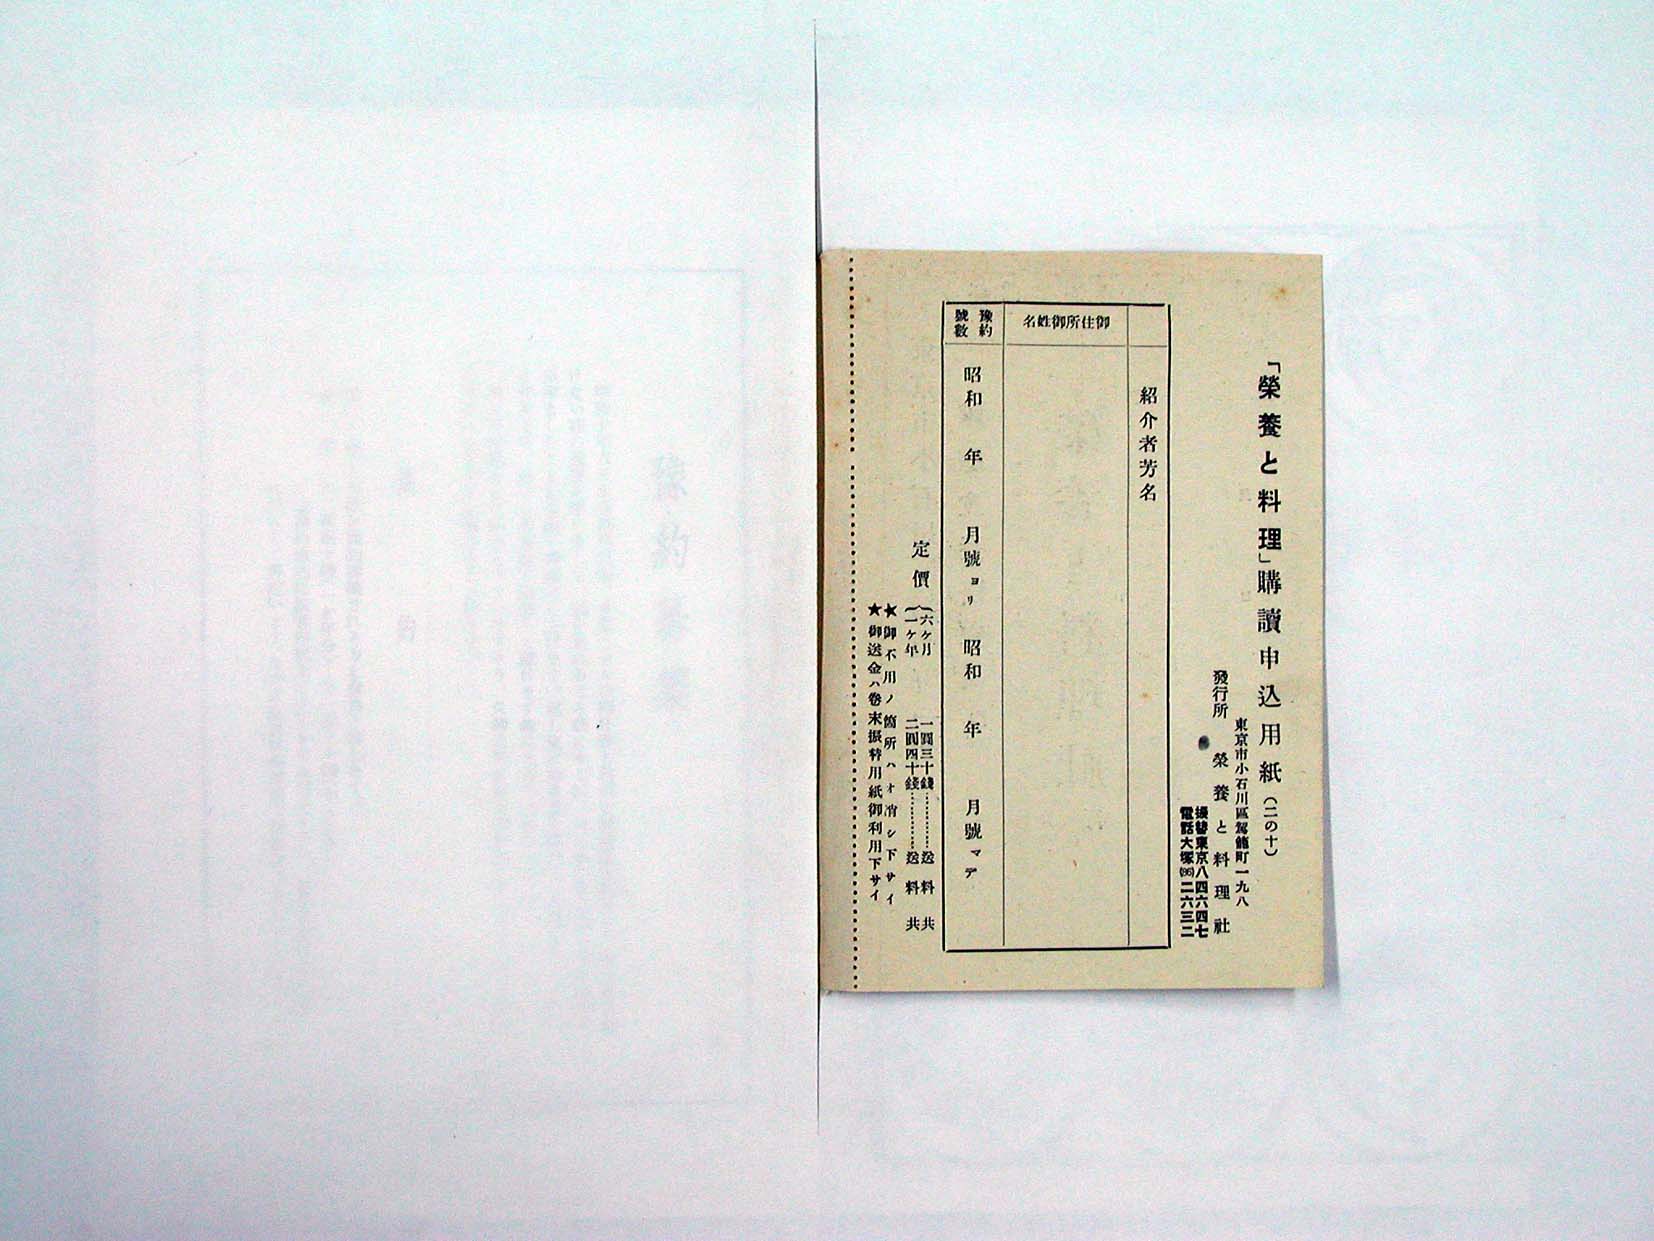 「榮養と料理」購讀申込用紙（二の十）
東京市小石川區駕籠町一九八
發行所　榮養と料理社
振替東京八四六四七
電話大塚(86)二六三二
紹介者芳名
御住所御姓名
豫約號數
昭和　年　月號ヨリ　昭和　年　月號マデ
定價
六ヶ月　一圓三十錢…………送料共
一ヶ年　二圓四十錢…………送料共
★御不用ノ箇所ハオ消シ下サイ
★御送金ハ卷末振替用紙御利用下サイ